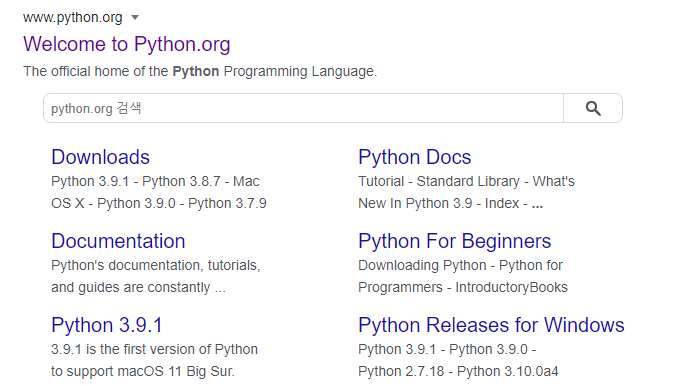 www.python.org
Welcome to Python.org
The official home of the Python Programming Language.
python.org 검색
Downloads
Python 3.9.1 - Python 3.8.7 - Mac
OS X - Python 3.9.0 - Python 3.7.9
Python Docs
Tutorial - Standard Library - What's
New In Python 3.9 - Index - ...
Documentation
Python's documentation, tutorials,
and guides are constantly ...
Python For Beginners
Downloading Python - Python for
Programmers - IntroductoryBooks
Python 3.9.1
3.9.1 is the first version of Python
to support macOS 11 Big Sur.
Python Releases for Windows
Python 3.9.1 - Python 3.9.0 -
Python 2.7.18 - Python 3.10.0a4